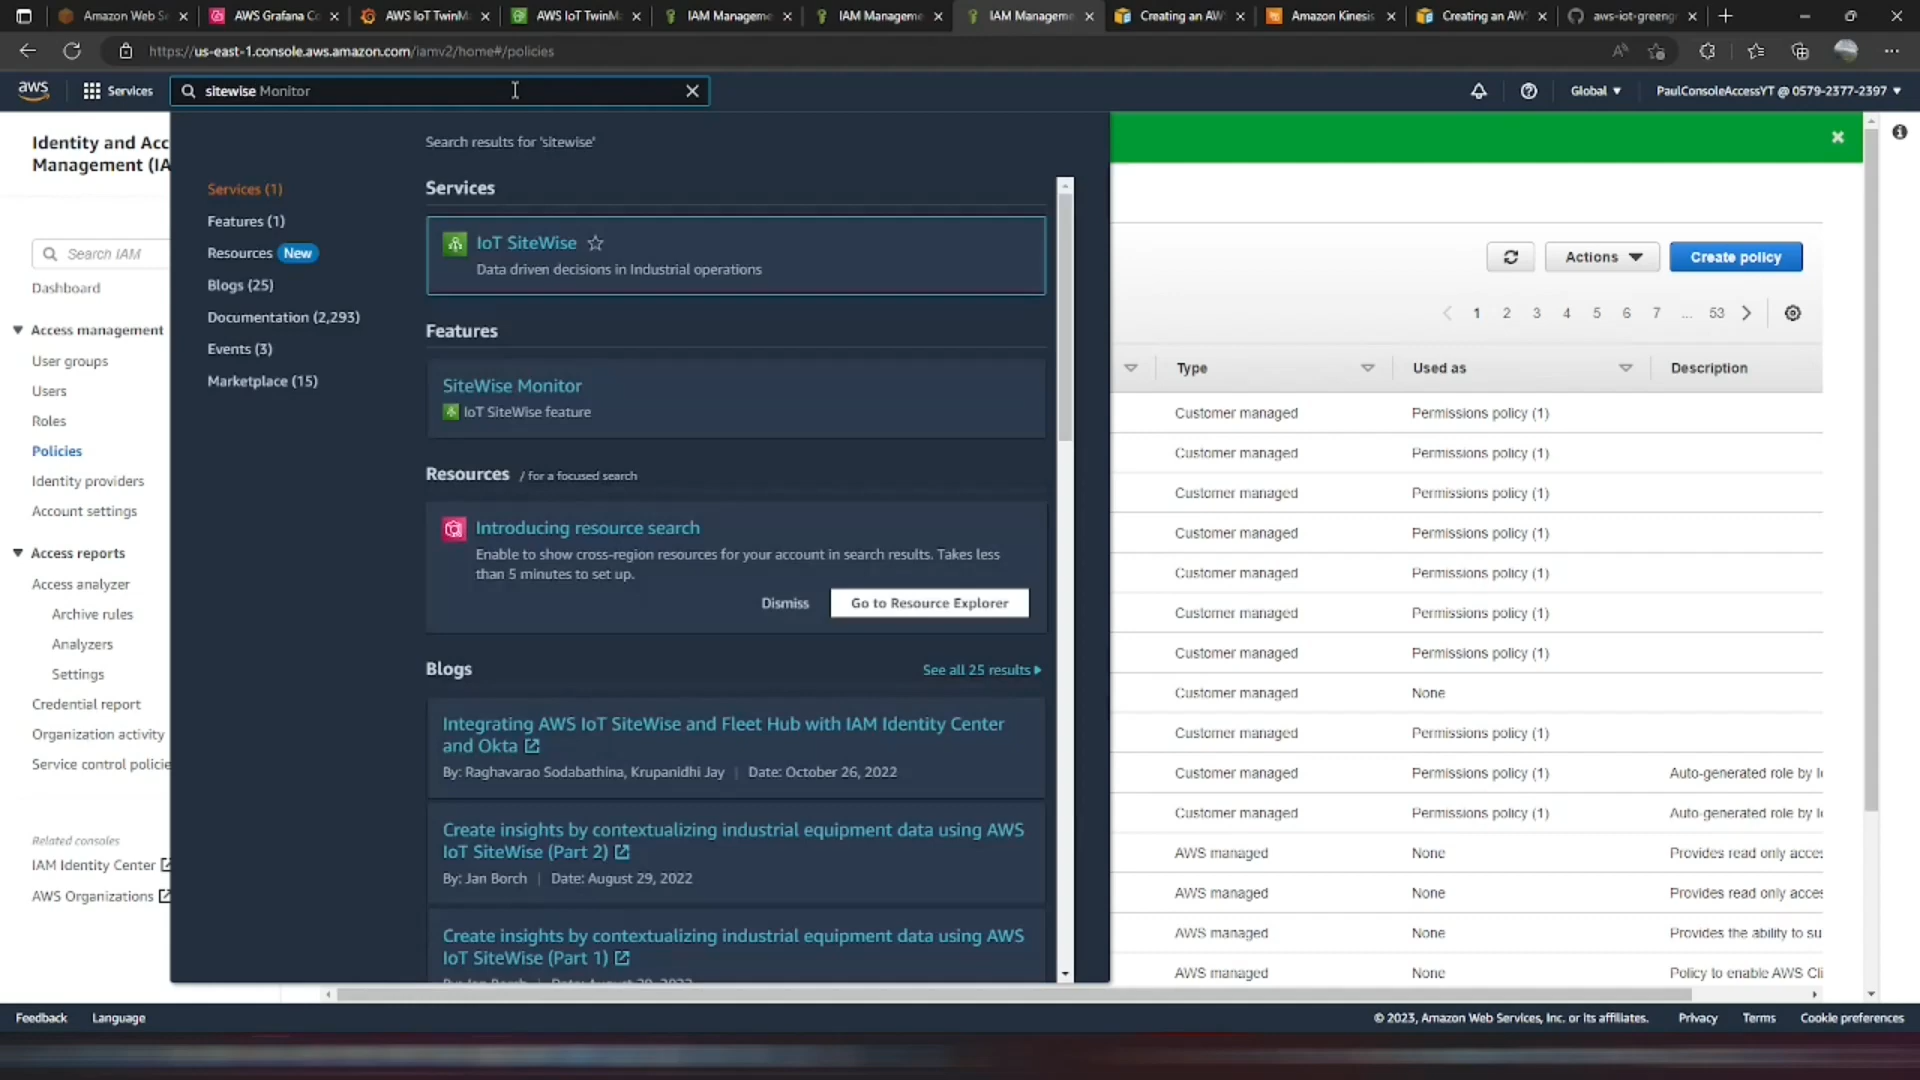 Amazon Web Se
AWS Grafana Co
AWS IoT TwinM
AWS IoT TwinM
IAM Manageme
IAM Manageme
IAM Manageme
Creating an AW
Amazon Kinesis
Creating an AW
aws-iot-greeng
https://us-east-1.console.aws.amazon.com/iamv2/home#/policies
aws
Services
sitewise Monitor
Global
PaulConsoleAccessYT @ 0579-2377-2397
Identity and Acc
Management (IA
Search IAM
Dashboard
Access management
User groups
Users
Roles
Policies
Identity providers
Account settings
Access reports
Access analyzer
Archive rules
Analyzers
Settings
Credential report
Organization activity
Service control policie
Related consoles
IAM Identity Center
AWS Organizations
Services (1)
Features (1)
Resources New
Blogs (25)
Documentation (2,293)
Events (3)
Marketplace (15)
Search results for 'sitewise'
Services
IoT SiteWise
Data driven decisions in Industrial operations
Features
SiteWise Monitor
IoT SiteWise feature
Resources / for a focused search
Introducing resource search
Enable to show cross-region resources for your account in search results. Takes less
than 5 minutes to set up.
Dismiss
Go to Resource Explorer
Blogs
See all 25 results
Integrating AWS IoT SiteWise and Fleet Hub with IAM Identity Center
and Okta
By: Raghavarao Sodabathina, Krupanidhi Jay | Date: October 26, 2022
Create insights by contextualizing industrial equipment data using AWS
IoT SiteWise (Part 2)
By: Jan Borch | Date: August 29, 2022
Create insights by contextualizing industrial equipment data using AWS
IoT SiteWise (Part 1)
Actions
Create policy
1 2 3 4 5 6 7 ... 53
Type Used as Description
Customer managed Permissions policy (1)
Customer managed Permissions policy (1)
Customer managed Permissions policy (1)
Customer managed Permissions policy (1)
Customer managed Permissions policy (1)
Customer managed Permissions policy (1)
Customer managed Permissions policy (1)
Customer managed None
Customer managed Permissions policy (1)
Customer managed Permissions policy (1) Auto-generated role by
Customer managed Permissions policy (1) Auto-generated role by
AWS managed None Provides read only acce
AWS managed None Provides read only acces
AWS managed None Provides the ability to su
AWS managed None Policy to enable AWS Cli
Feedback
Language
© 2023, Amazon Web Services, Inc. or its affiliates.
Privacy
Terms
Cookie preferences